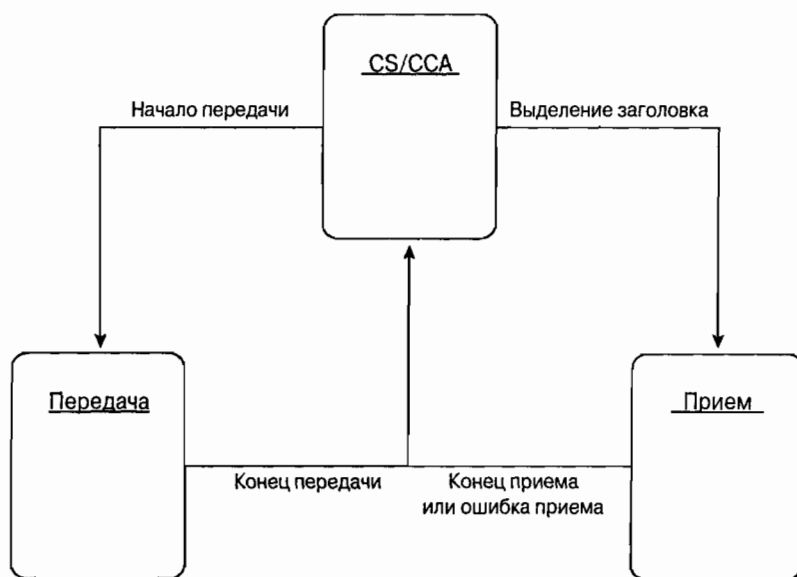 CS/CCA
Начало передачи
Выделение заголовка
Передача
Прием
Конец передачи
Конец приема
или ошибка приема